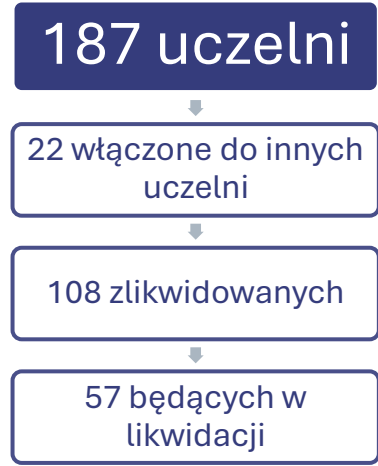 187 uczelni
22 włączone do innych
uczelni
108 zlikwidowanych
57 będących w
likwidacji